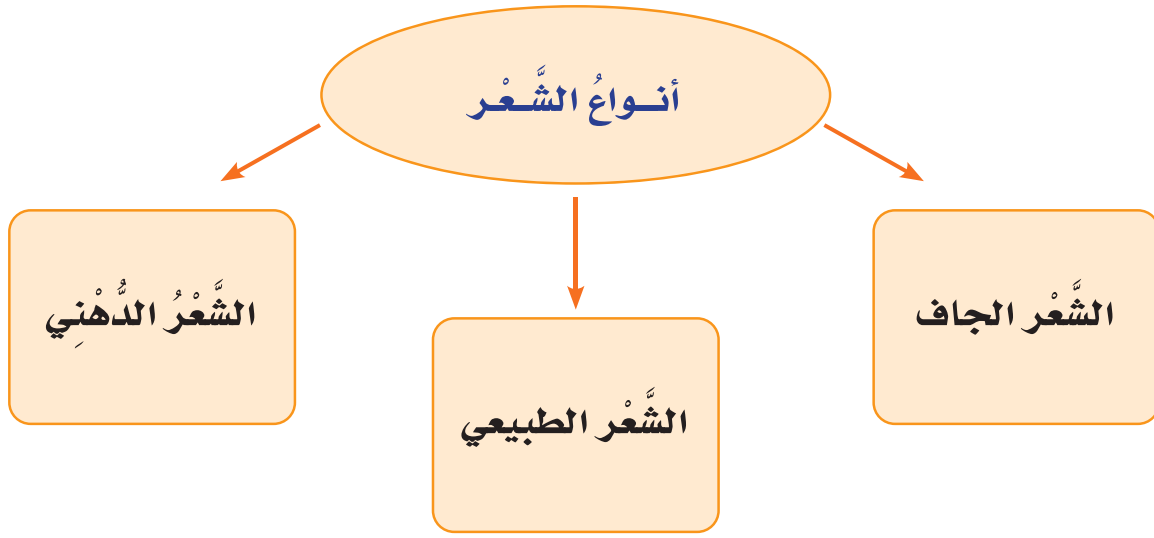 أنــواعُ الشَّـعْـر
الشَّعْر الجاف
الشَّعْر الطبيعي
الشَّعْرُ الدُّهْنِي